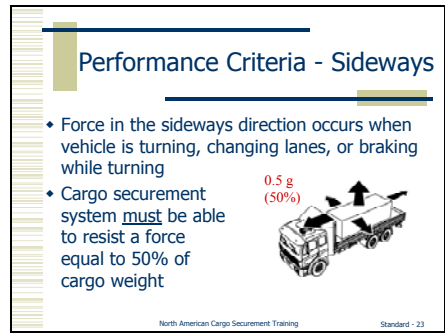 Performance Criteria - Sideways
Force in the sideways direction occurs when
vehicle is turning, changing lanes, or braking
while turning
Cargo securement
system must be able
to resist a force
equal to 50% of
cargo weight
0.5 g
(50%)
North American Cargo Securement Training
Standard - 23